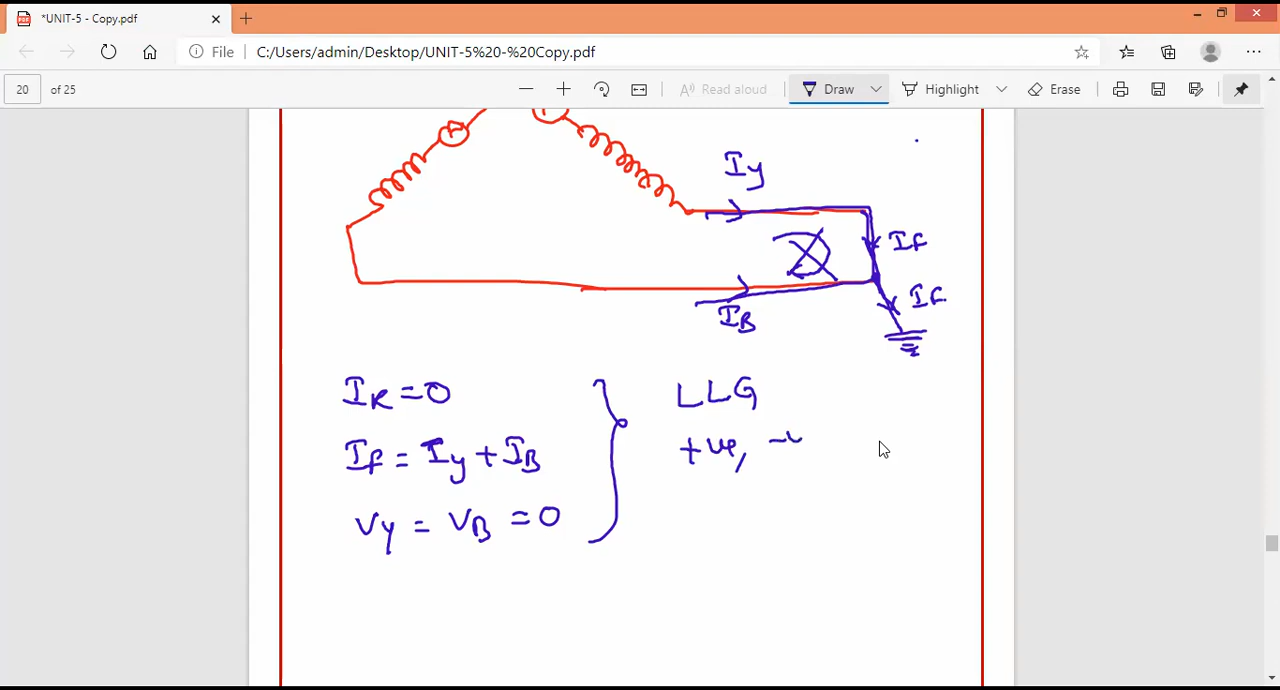 *UNIT-5 - Copy.pdf
File C:/Users/admin/Desktop/UNIT-5%20-%20Copy.pdf
20 of 25 Read aloud Draw Highlight Erase
Iy
If
If
IB
IR = 0
LLG
If = Iy + IB
+ve, -v
Vy = VB = 0